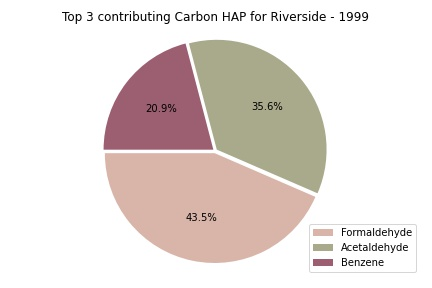 Top 3 contributing Carbon HAP for Riverside - 1999
35.6%
20.9%
43.5%
Formaldehyde
Acetaldehyde
Benzene